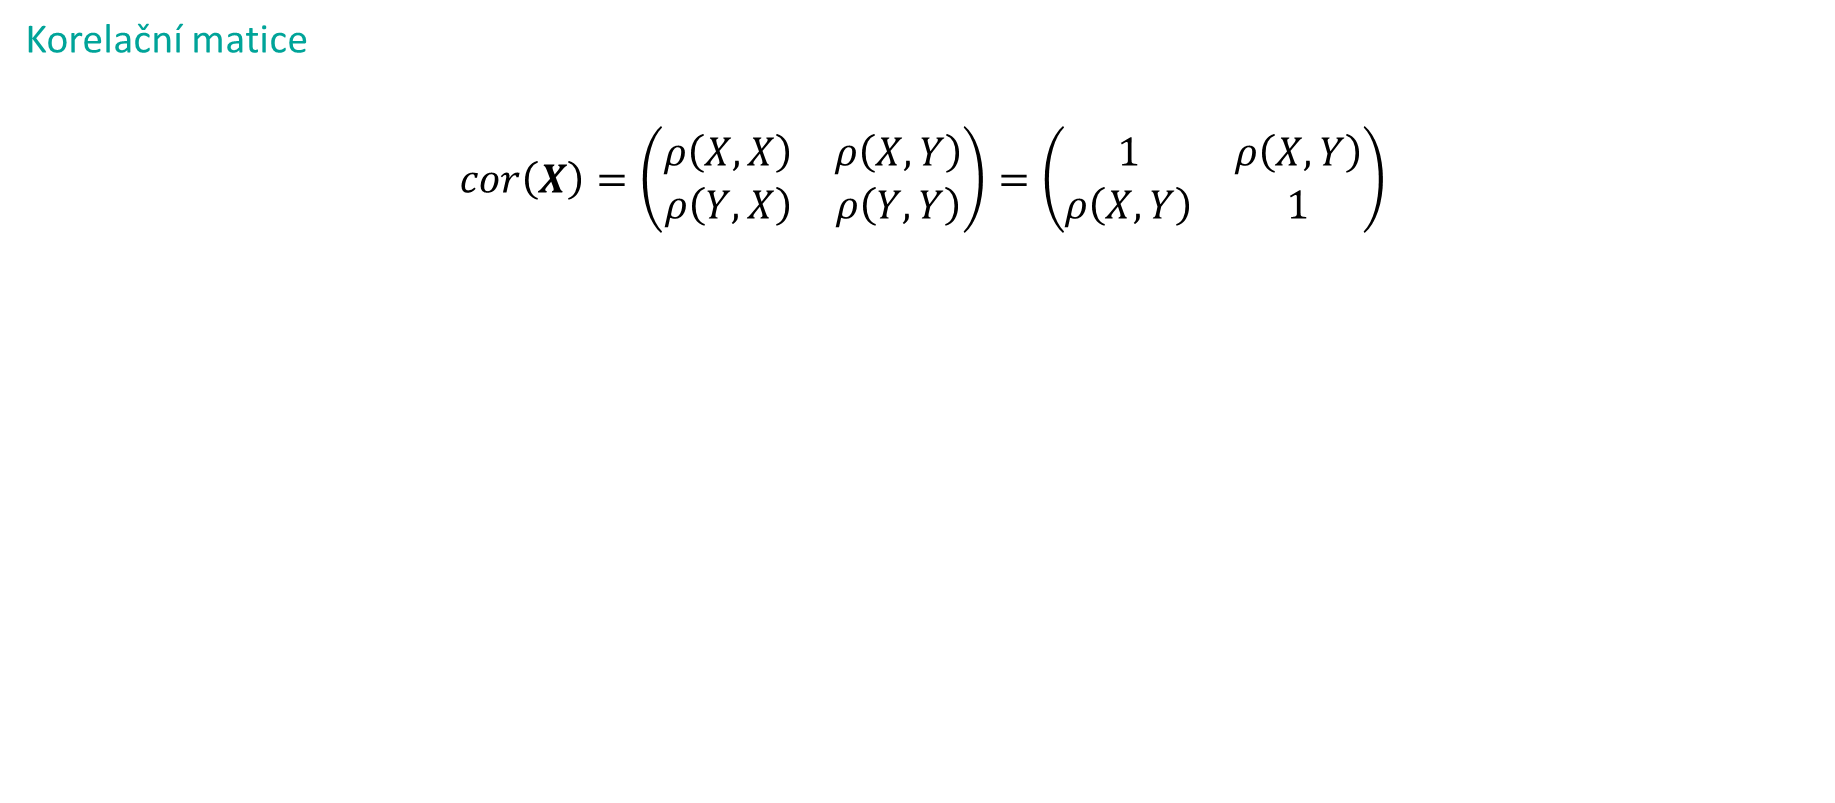 Korelační matice
cor(X) = (ρ(X, X) ρ(X, Y) ρ(Y, X) ρ(Y, Y)) = (1 ρ(X, Y) ρ(X, Y) 1)